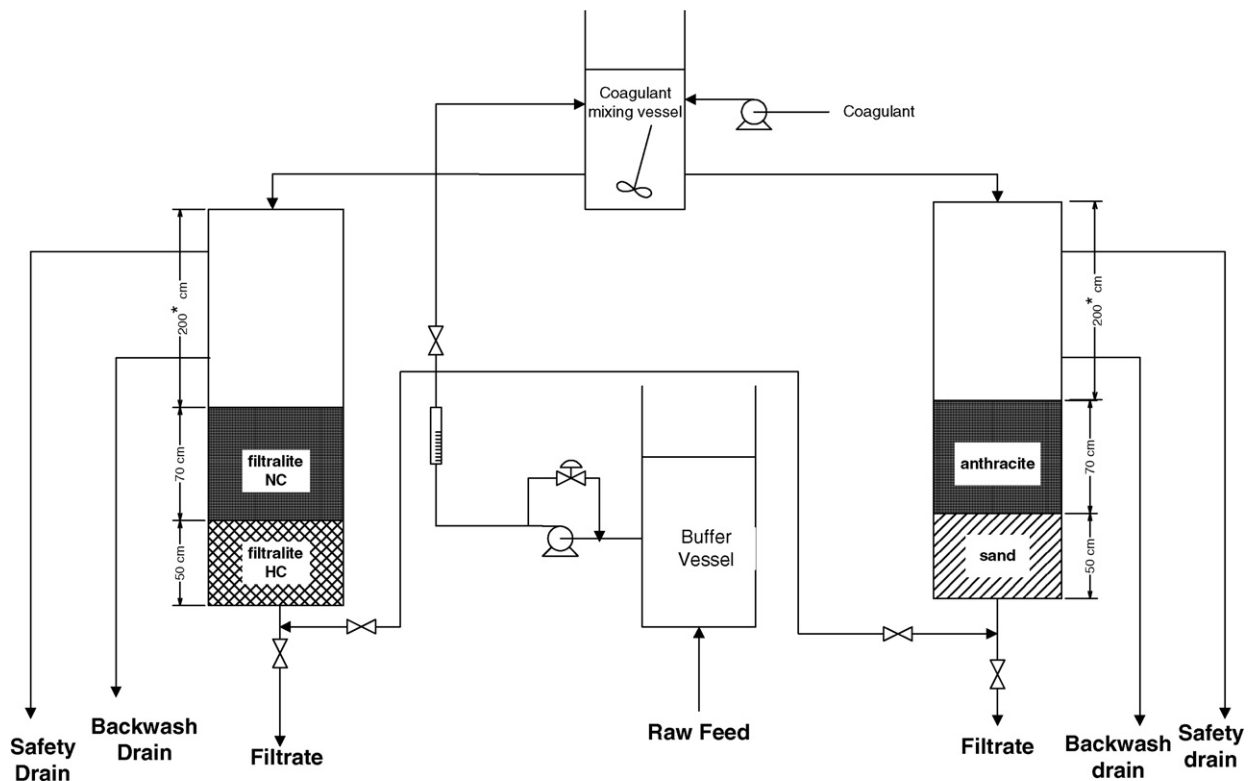 Coagulant
mixing vessel
Coagulant
200* cm
200* cm
filtralite
NC
70 cm
anthracite
70 cm
filtralite
HC
50 cm
Buffer
Vessel
sand
50 cm
Safety
Drain
Backwash
Drain
Filtrate
Raw Feed
Filtrate
Backwash
drain
Safety
drain